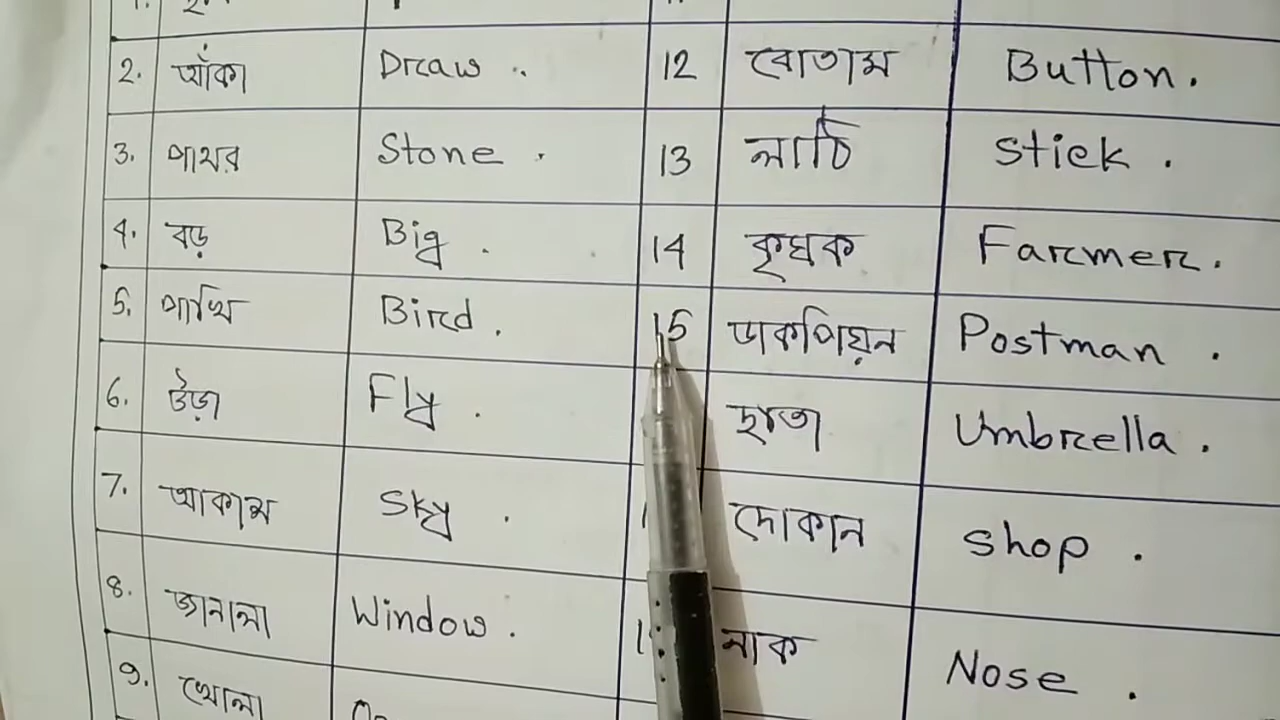 2. আঁকা Draw . 12 বোতাম Button .
3. পাথর Stone . 13 লাঠি Stick .
4. বড় Big . 14 কৃষক Farmer .
5. পাখি Bird . 15 ডাকপিয়ন Postman .
6. উঁড়া Fly . ছাতা Umbrella .
7. আকাশ Sky . দোকান Shop .
8. জানালা Window . নাক Nose .
9. খোলা